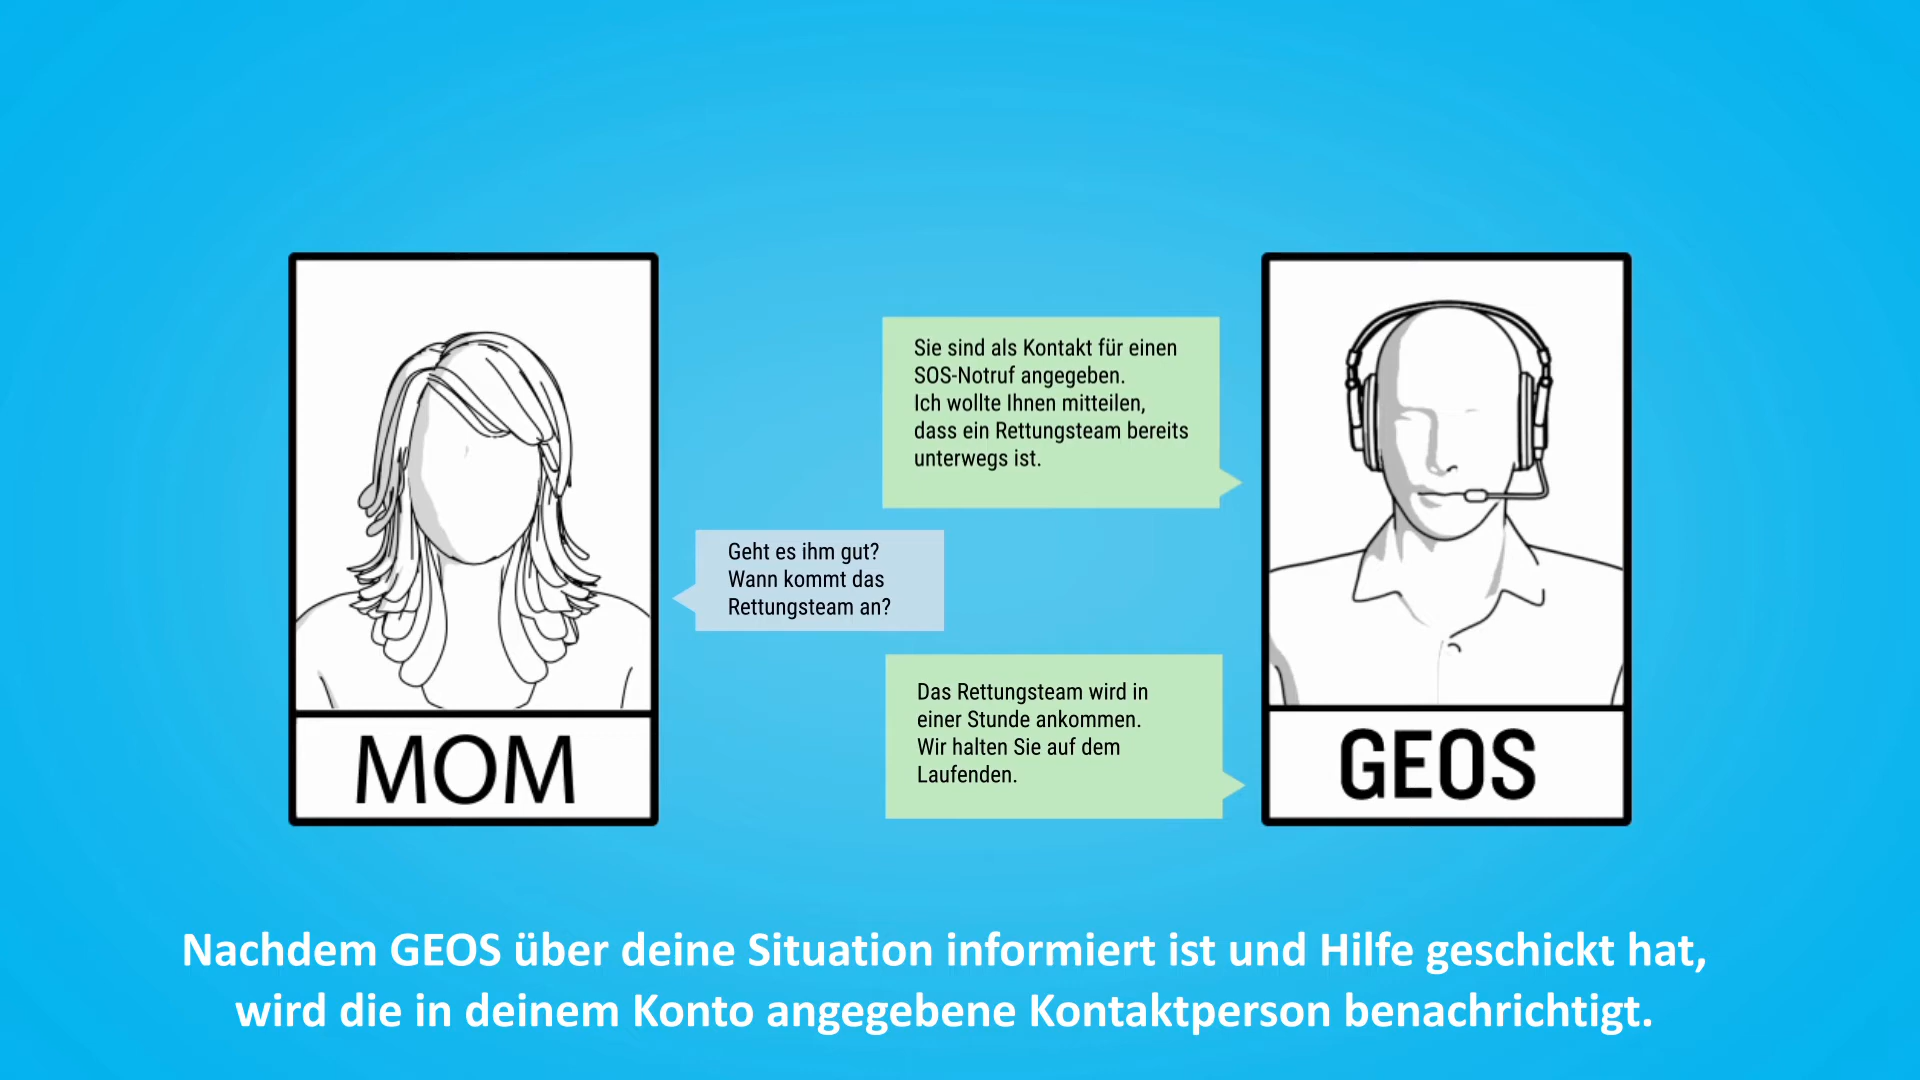 Sie sind als Kontakt für einen
SOS-Notruf angegeben.
Ich wollte Ihnen mitteilen,
dass ein Rettungsteam bereits
unterwegs ist.
Geht es ihm gut?
Wann kommt das
Rettungsteam an?
Das Rettungsteam wird in
einer Stunde ankommen.
Wir halten Sie auf dem
Laufenden.
MOM
GEOS
Nachdem GEOS über deine Situation informiert ist und Hilfe geschickt hat,
wird die in deinem Konto angegebene Kontaktperson benachrichtigt.